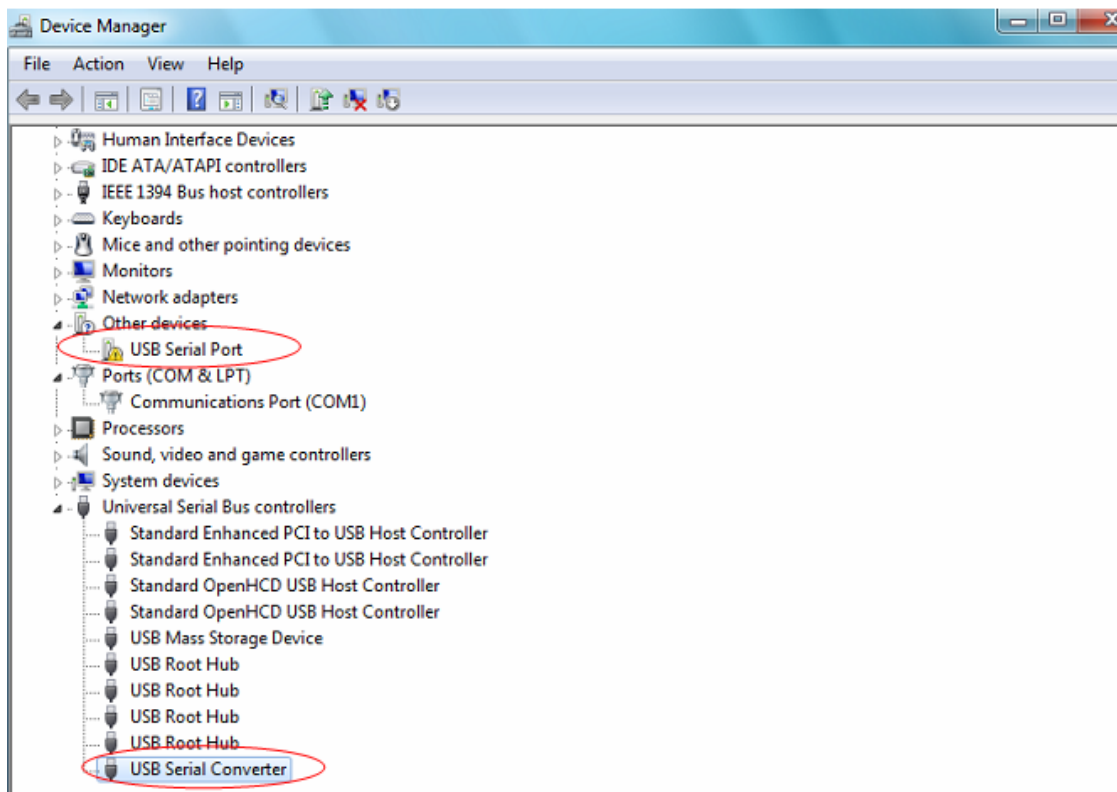 Device Manager
File Action View Help
Human Interface Devices
IDE ATA/ATAPI controllers
IEEE 1394 Bus host controllers
Keyboards
Mice and other pointing devices
Monitors
Network adapters
Other devices
USB Serial Port
Ports (COM & LPT)
Communications Port (COM1)
Processors
Sound, video and game controllers
System devices
Universal Serial Bus controllers
Standard Enhanced PCI to USB Host Controller
Standard Enhanced PCI to USB Host Controller
Standard OpenHCD USB Host Controller
Standard OpenHCD USB Host Controller
USB Mass Storage Device
USB Root Hub
USB Root Hub
USB Root Hub
USB Root Hub
USB Serial Converter